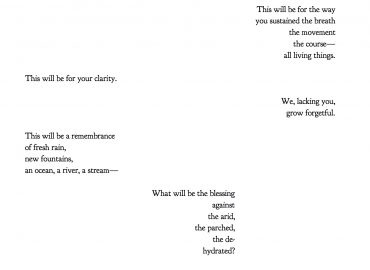 This will be for the way
you sustained the breath
the movement
the course—
all living things.
This will be for your clarity.
We, lacking you,
grow forgetful.
This will be a remembrance
of fresh rain,
new fountains,
an ocean, a river, a stream—
What will be the blessing
against
the arid,
the parched,
the de-
hydrated?